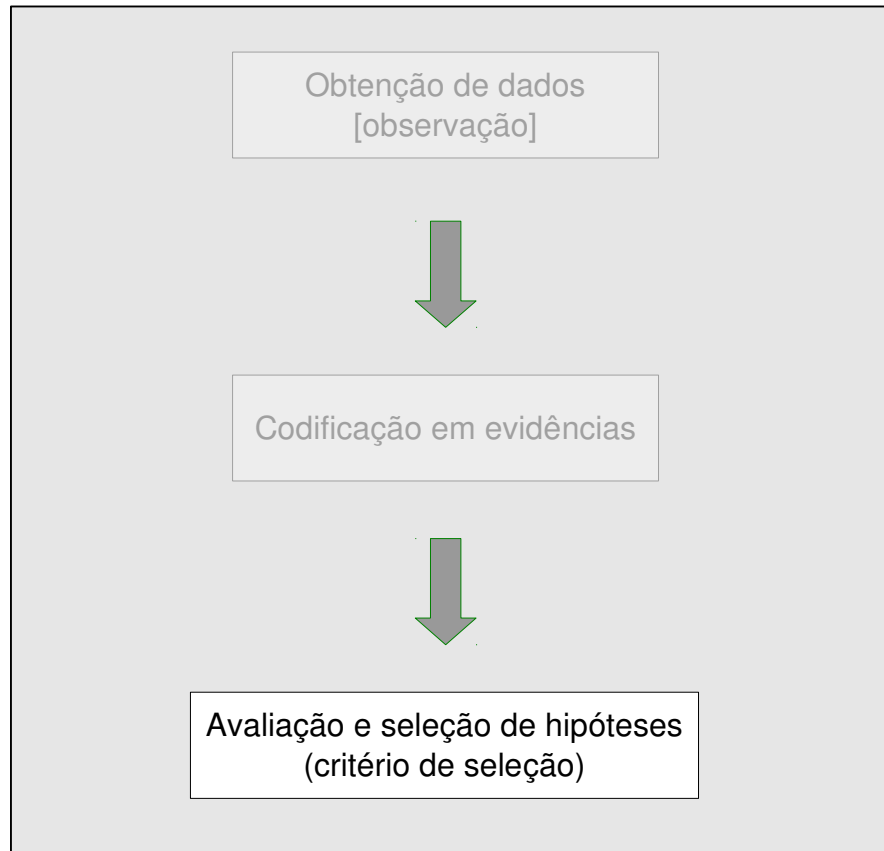 Obtenção de dados
[observação]
Codificação em evidências
Avaliação e seleção de hipóteses
(critério de seleção)